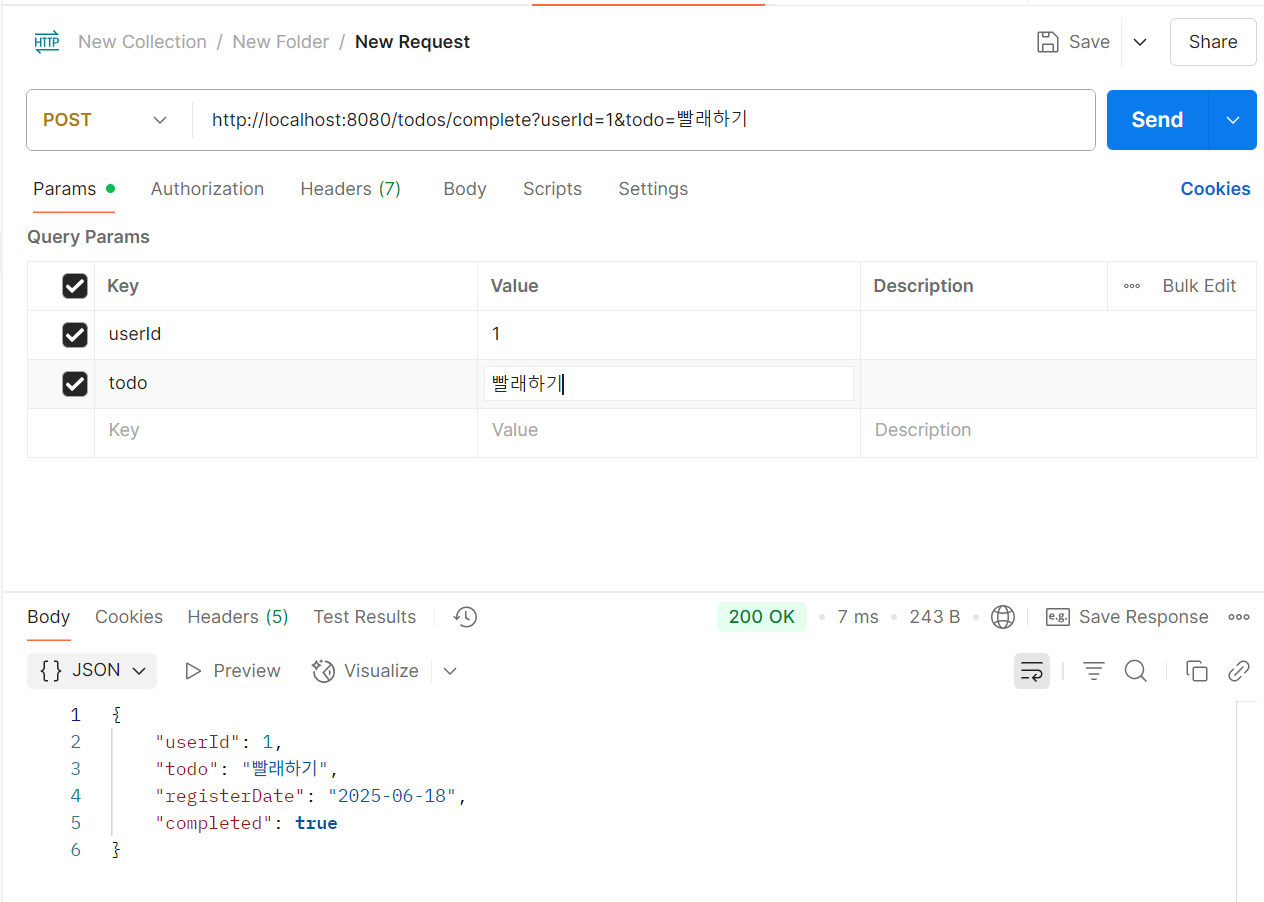 HTTP New Collection / New Folder / New Request Save Share
POST http://localhost:8080/todos/complete?userId=1&todo=빨래하기 Send
Params Authorization Headers (7) Body Scripts Settings Cookies
Query Params
Key Value Description Bulk Edit
userId 1
todo 빨래하기
Key Value Description
Body Cookies Headers (5) Test Results 200 OK 7 ms 243 B e.g. Save Response
{} JSON Preview Visualize
1 {
2 "userId": 1,
3 "todo": "빨래하기",
4 "registerDate": "2025-06-18",
5 "completed": true
6 }